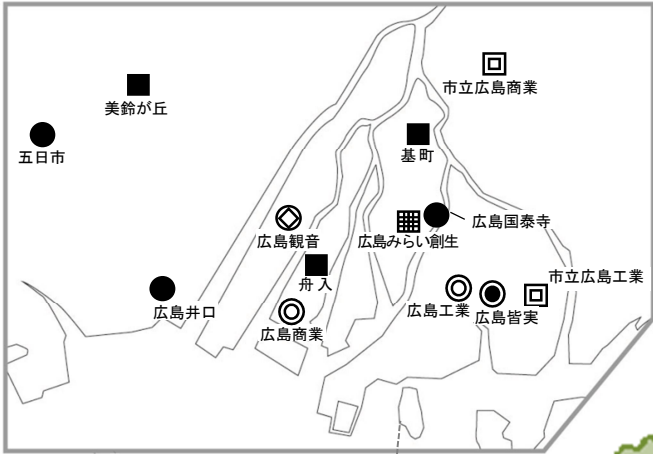 市立広島商業
美鈴が丘
五日市
基町
広島国泰寺
広島観音
広島みらい創生
舟入
市立広島工業
広島井口
広島商業
広島工業
広島皆実